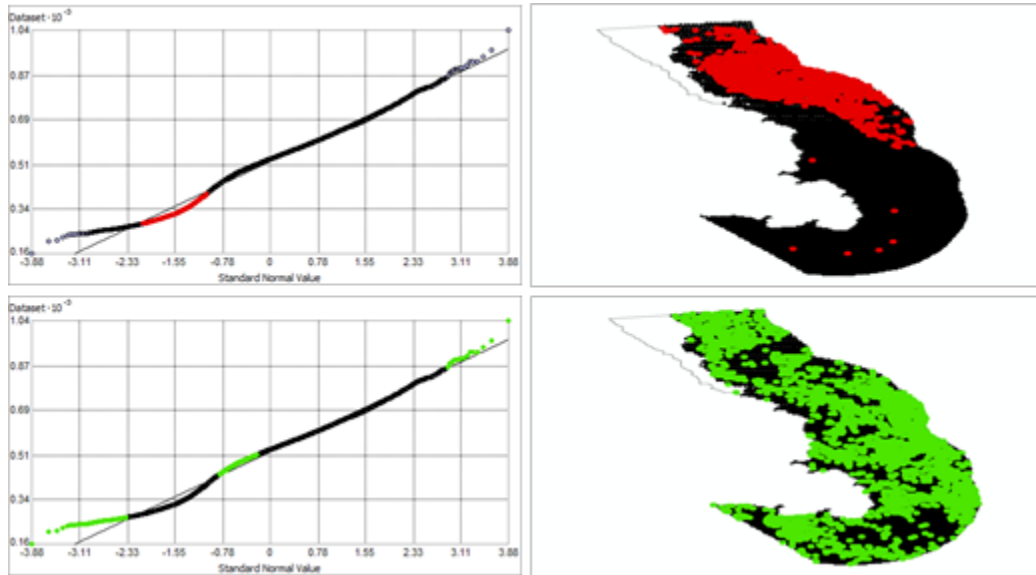 Dataset · 10⁻³
1.04
0.87
0.69
0.51
0.34
0.16
-3.88 -3.11 -2.33 -1.55 -0.78 0 0.78 1.55 2.33 3.11 3.88
Standard Normal Value
Dataset · 10⁻³
1.04
0.87
0.69
0.51
0.34
0.16
-3.88 -3.11 -2.33 -1.55 -0.78 0 0.78 1.55 2.33 3.11 3.88
Standard Normal Value